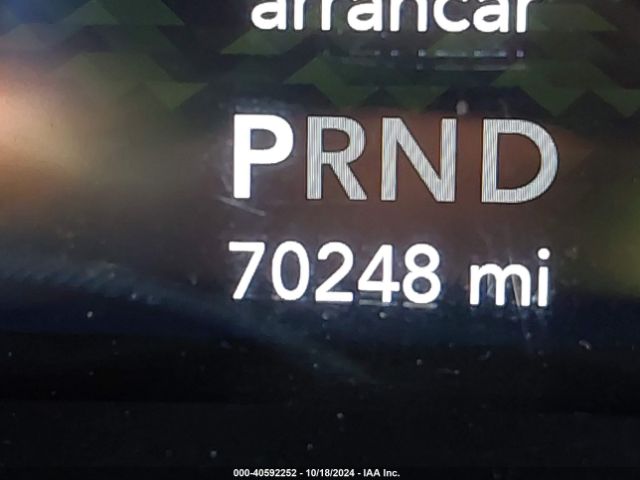 arrancar
PRND
70248 mi
000-40592252 - 10/18/2024 - IAA Inc.